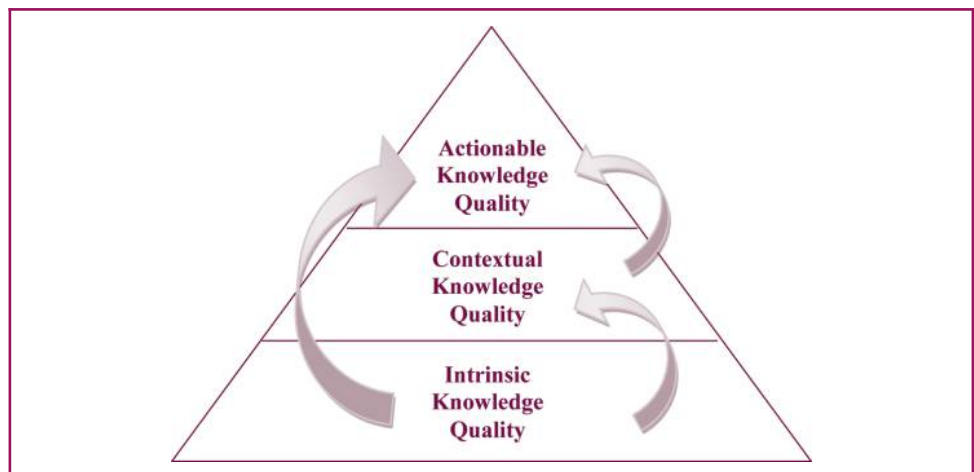 Actionable
Knowledge
Quality
Contextual
Knowledge
Quality
Intrinsic
Knowledge
Quality